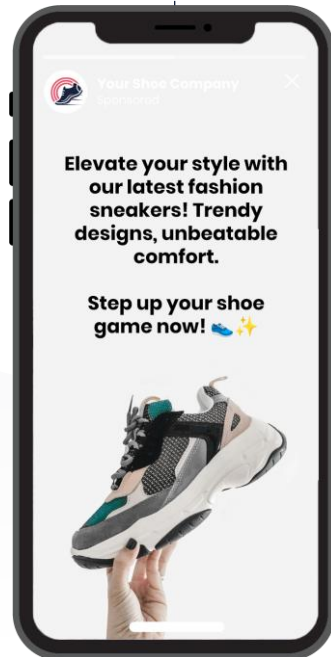 Your Shoe Company
Sponsored
Elevate your style with
our latest fashion
sneakers! Trendy
designs, unbeatable
comfort.
Step up your shoe
game now! 👟✨